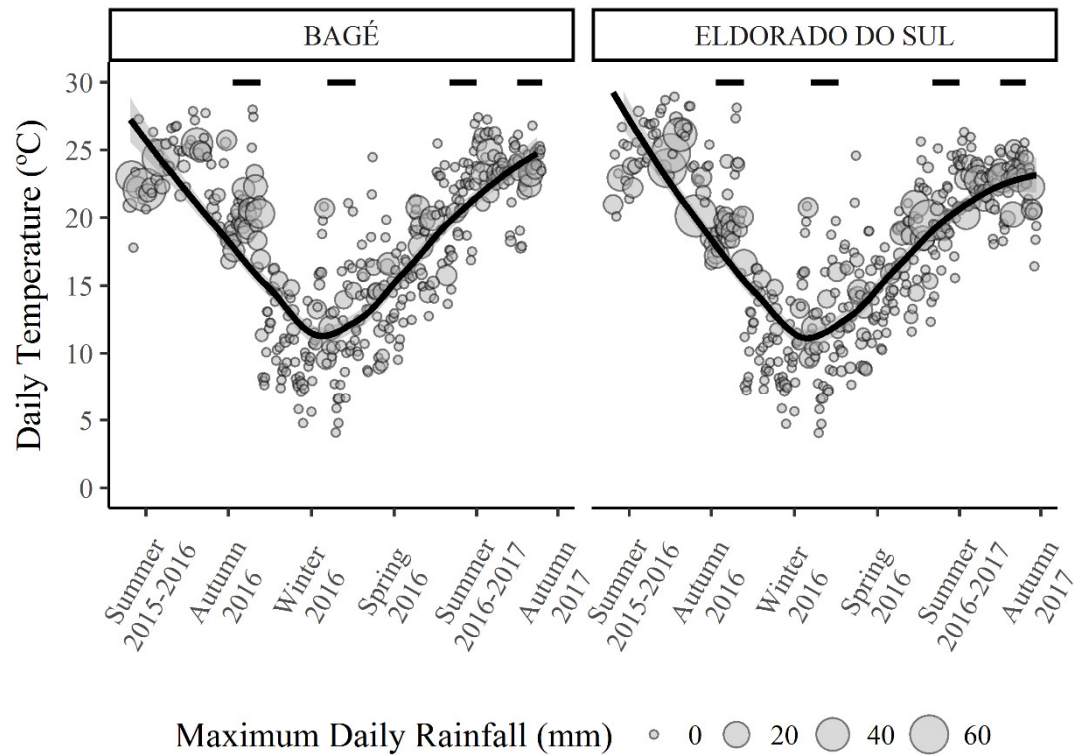 BAGÉ
ELDORADO DO SUL
Daily Temperature (ºC)
30
25
20
15
10
5
0
Summer
2015-2016
Autumn
2016
Winter
2016
Spring
2016
Summer
2016-2017
Autumn
2017
Summer
2015-2016
Autumn
2016
Winter
2016
Spring
2016
Summer
2016-2017
Autumn
2017
Maximum Daily Rainfall (mm) 0 20 40 60